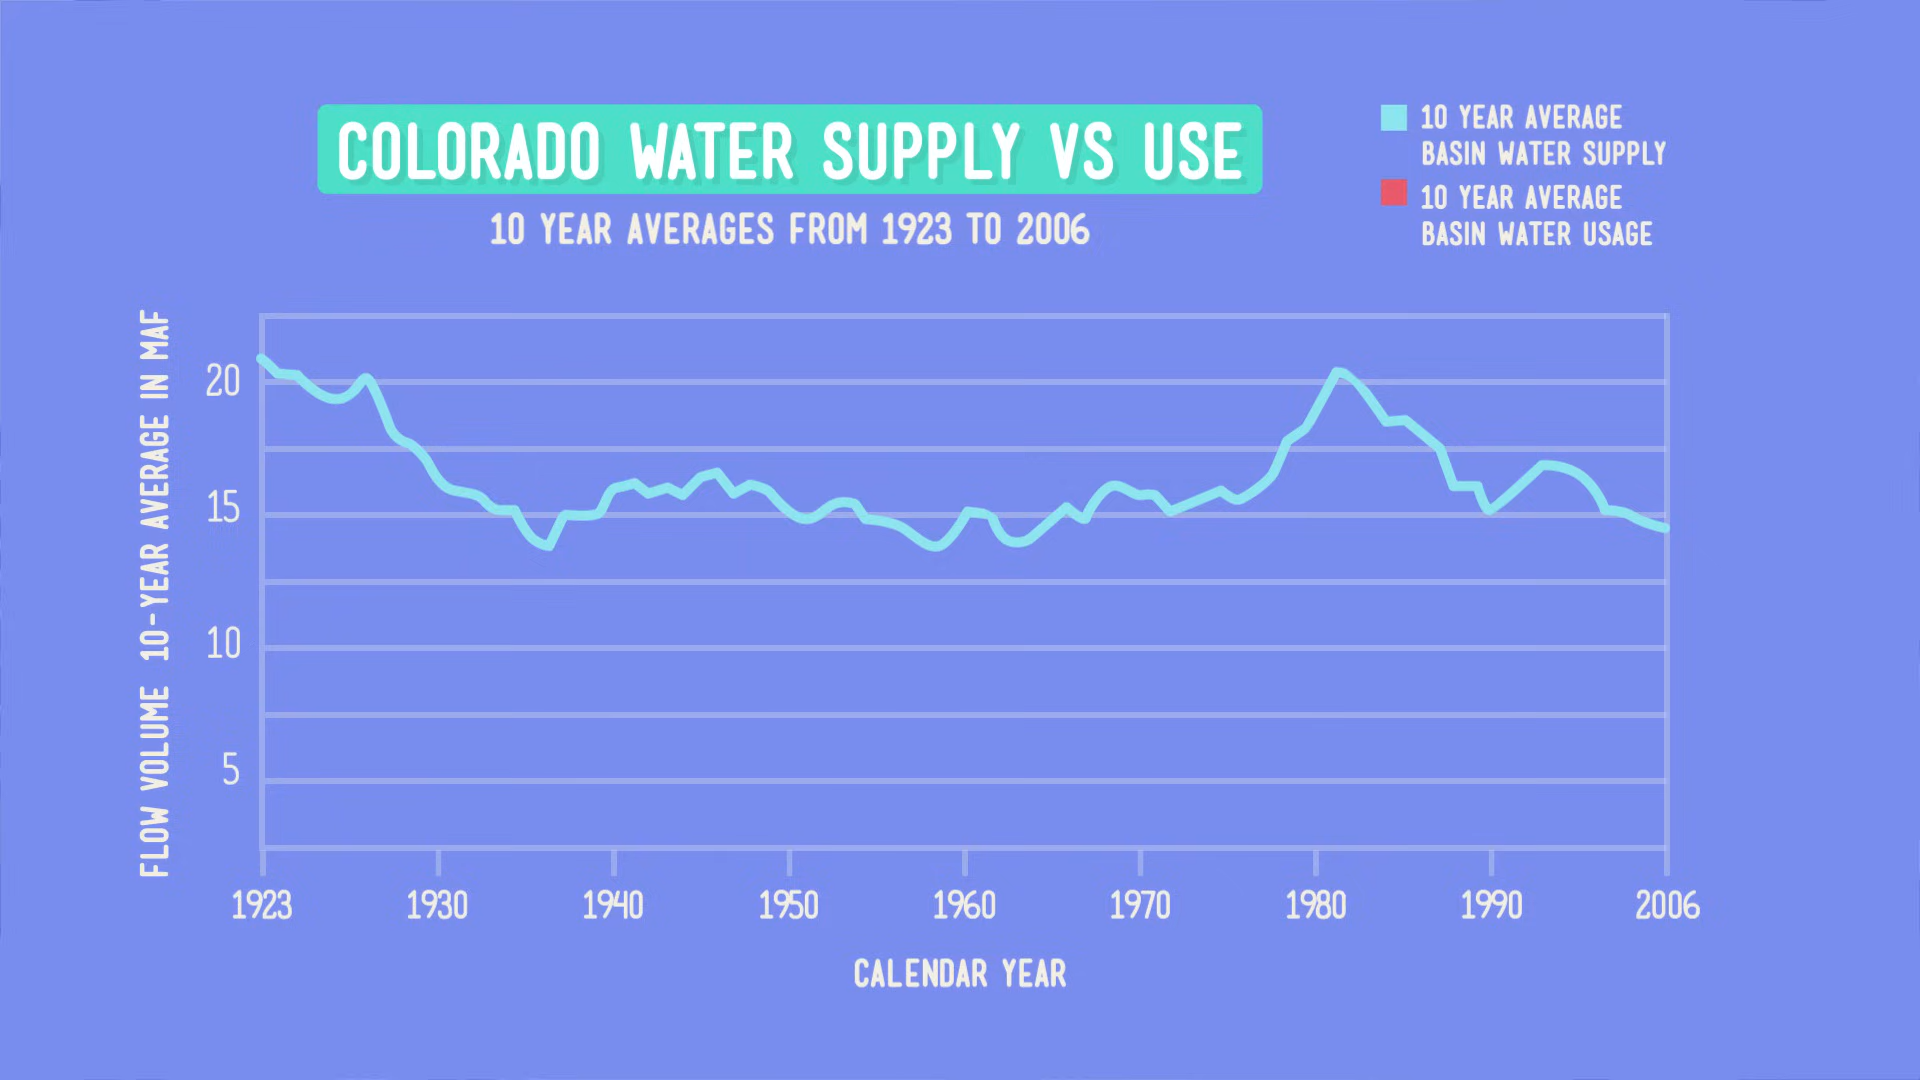 COLORADO WATER SUPPLY VS USE
10 YEAR AVERAGES FROM 1923 TO 2006
10 YEAR AVERAGE
BASIN WATER SUPPLY
10 YEAR AVERAGE
BASIN WATER USAGE
FLOW VOLUME 10-YEAR AVERAGE IN MAF
20
15
10
5
1923 1930 1940 1950 1960 1970 1980 1990 2006
CALENDAR YEAR